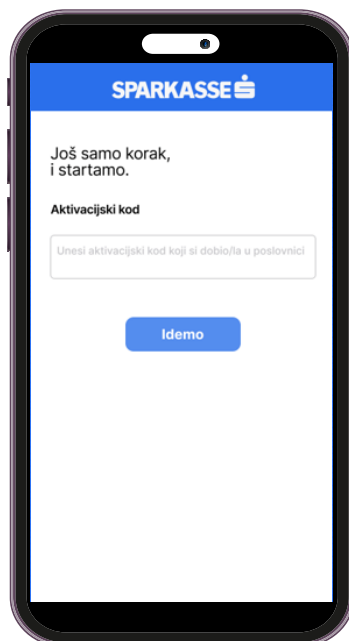 SPARKASSE
Još samo korak,
i startamo.
Aktivacijski kod
Unesi aktivacijski kod koji si dobio/la u poslovnici
Idemo